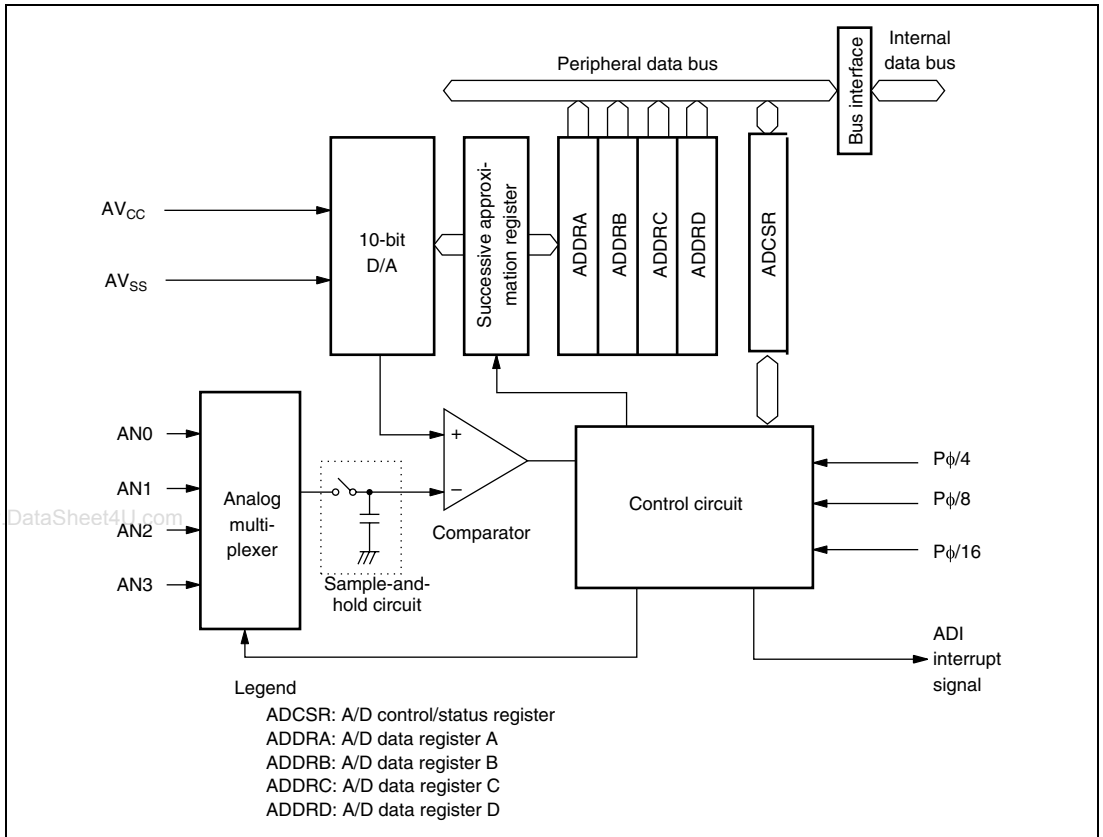 Peripheral data bus
Bus interface
Internal
data bus
AVCC
AVSS
10-bit
D/A
Successive approxi-
mation register
ADDRA
ADDRB
ADDRC
ADDRD
ADCSR
AN0
AN1
AN2
AN3
Analog
multi-
plexer
+
−
Comparator
Sample-and-
hold circuit
Control circuit
Pϕ/4
Pϕ/8
Pϕ/16
ADI
interrupt
signal
DataSheet4U.com
Legend
ADCSR: A/D control/status register
ADDRA: A/D data register A
ADDRB: A/D data register B
ADDRC: A/D data register C
ADDRD: A/D data register D